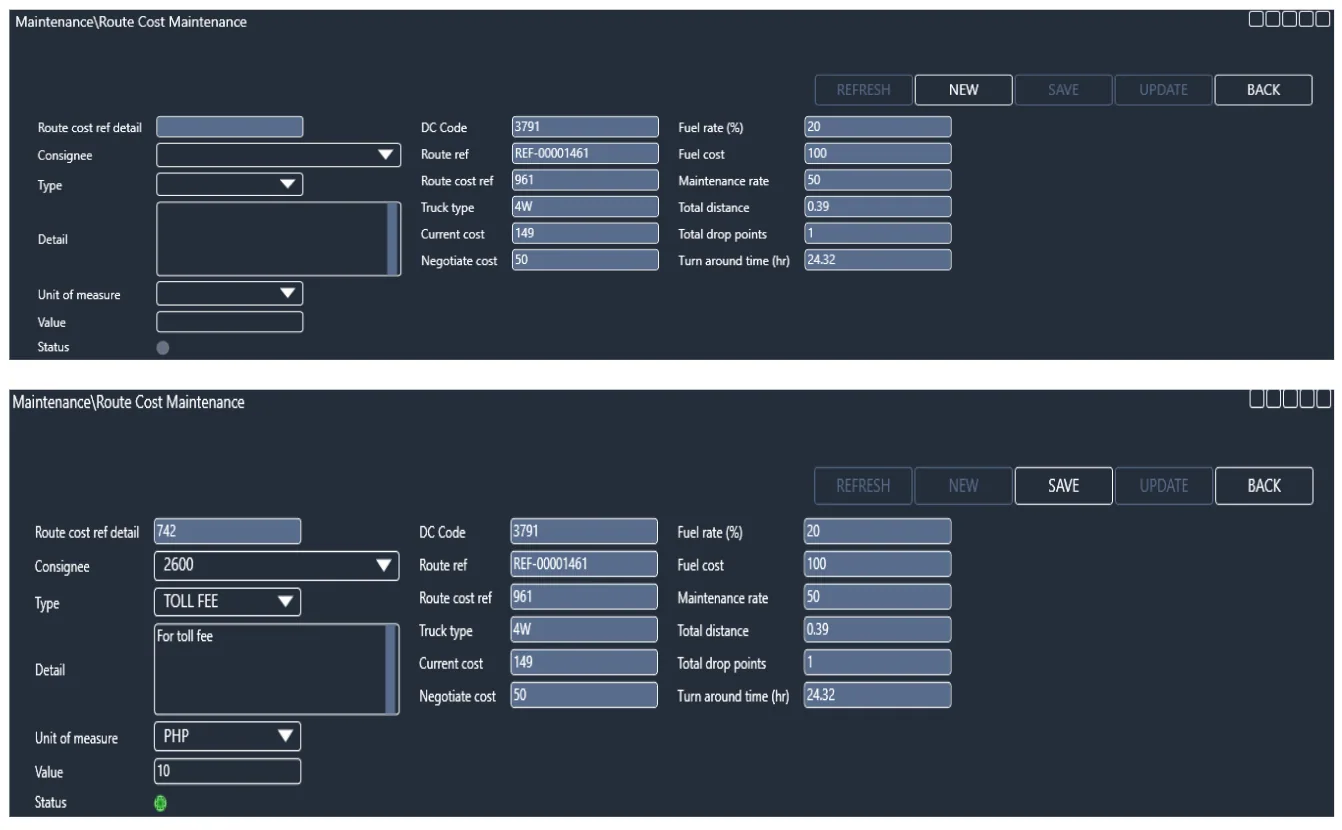 Maintenance\Route Cost Maintenance
REFRESH NEW SAVE UPDATE BACK
Route cost ref detail DC Code 3791 Fuel rate (%) 20
Consignee Route ref REF-00001461 Fuel cost 100
Type Route cost ref 961 Maintenance rate 50
Truck type 4W Total distance 0.39
Detail Current cost 149 Total drop points 1
Negotiate cost 50 Turn around time (hr) 24.32
Unit of measure
Value
Status
Maintenance\Route Cost Maintenance
REFRESH NEW SAVE UPDATE BACK
Route cost ref detail 742 DC Code 3791 Fuel rate (%) 20
Consignee 2600 Route ref REF-00001461 Fuel cost 100
Type TOLL FEE Route cost ref 961 Maintenance rate 50
For toll fee Truck type 4W Total distance 0.39
Detail Current cost 149 Total drop points 1
Negotiate cost 50 Turn around time (hr) 24.32
Unit of measure PHP
Value 10
Status